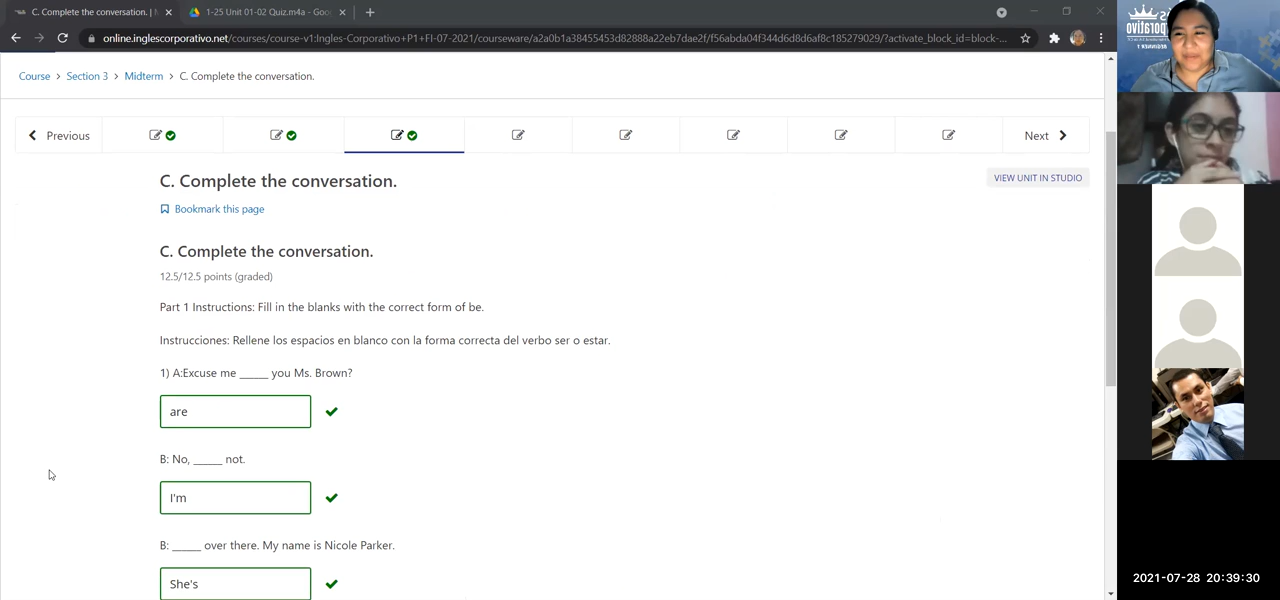 C. Complete the conversation. | M
1-25 Unit 01-02 Quiz.m4a - Goo
online.inglescorporativo.net/courses/course-v1:Ingles-Corporativo+P1+FI-07-2021/courseware/a2a0b1a38455453d82888a22eb7dae2f/f56abda04f344d6d8d6af8c185279029/?activate_block_id=block-...
Course > Section 3 > Midterm > C. Complete the conversation.
Previous
Next
C. Complete the conversation.
VIEW UNIT IN STUDIO
Bookmark this page
C. Complete the conversation.
12.5/12.5 points (graded)
Part 1 Instructions: Fill in the blanks with the correct form of be.
Instrucciones: Rellene los espacios en blanco con la forma correcta del verbo ser o estar.
1) A:Excuse me _____ you Ms. Brown?
are
B: No, _____ not.
I'm
B: _____ over there. My name is Nicole Parker.
She's
2021-07-28 20:39:30